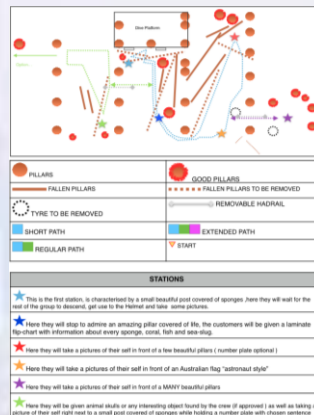 Dive Platform
PILLARS
GOOD PILLARS
FALLEN PILLARS
FALLEN PILLARS TO BE REMOVED
TYRE TO BE REMOVED
REMOVABLE HADRAIL
SHORT PATH
EXTENDED PATH
REGULAR PATH
START
STATIONS
This is the first station, is characterised by a small beautiful post covered of sponges ,here they will wait for the
rest of the group to descend, get use to the Helmet and take some pictures.
Here they will stop to admire an amazing pillar covered of life, the customers will be given a laminate
flip-chart with information about every sponge, coral, fish and sea-slug.
Here they will take a pictures of their self in front of a few beautiful pillars ( number plate optional )
Here they will take a pictures of their self in front of an Australian flag "astronaut style"
Here they will take a pictures of their self in front of a MANY beautiful pillars
Here they will be given animal skulls or any interesting object found by the crew (if approved ) as well as taking a
picture of their self right next to a small post covered of sponges while holding a number plate with chosen sentence